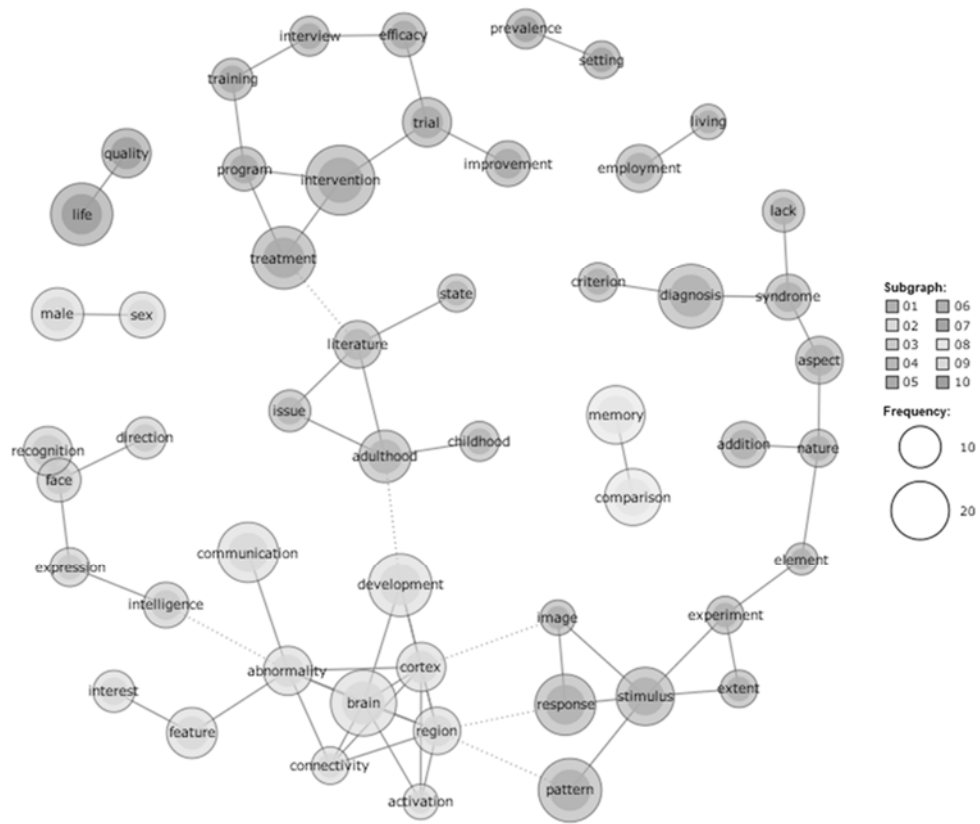 interview
efficacy
prevalence
setting
training
living
trial
quality
improvement
employment
program
intervention
life
lack
treatment
criterion
diagnosis
syndrome
state
male
sex
literature
aspect
issue
memory
direction
childhood
addition
nature
recognition
adulthood
face
comparison
communication
element
expression
development
intelligence
image
experiment
abnormality
cortex
interest
brain
response
stimulus
extent
feature
region
connectivity
pattern
activation
Subgraph:
01 06
02 07
03 08
04 09
05 10
Frequency:
10
20